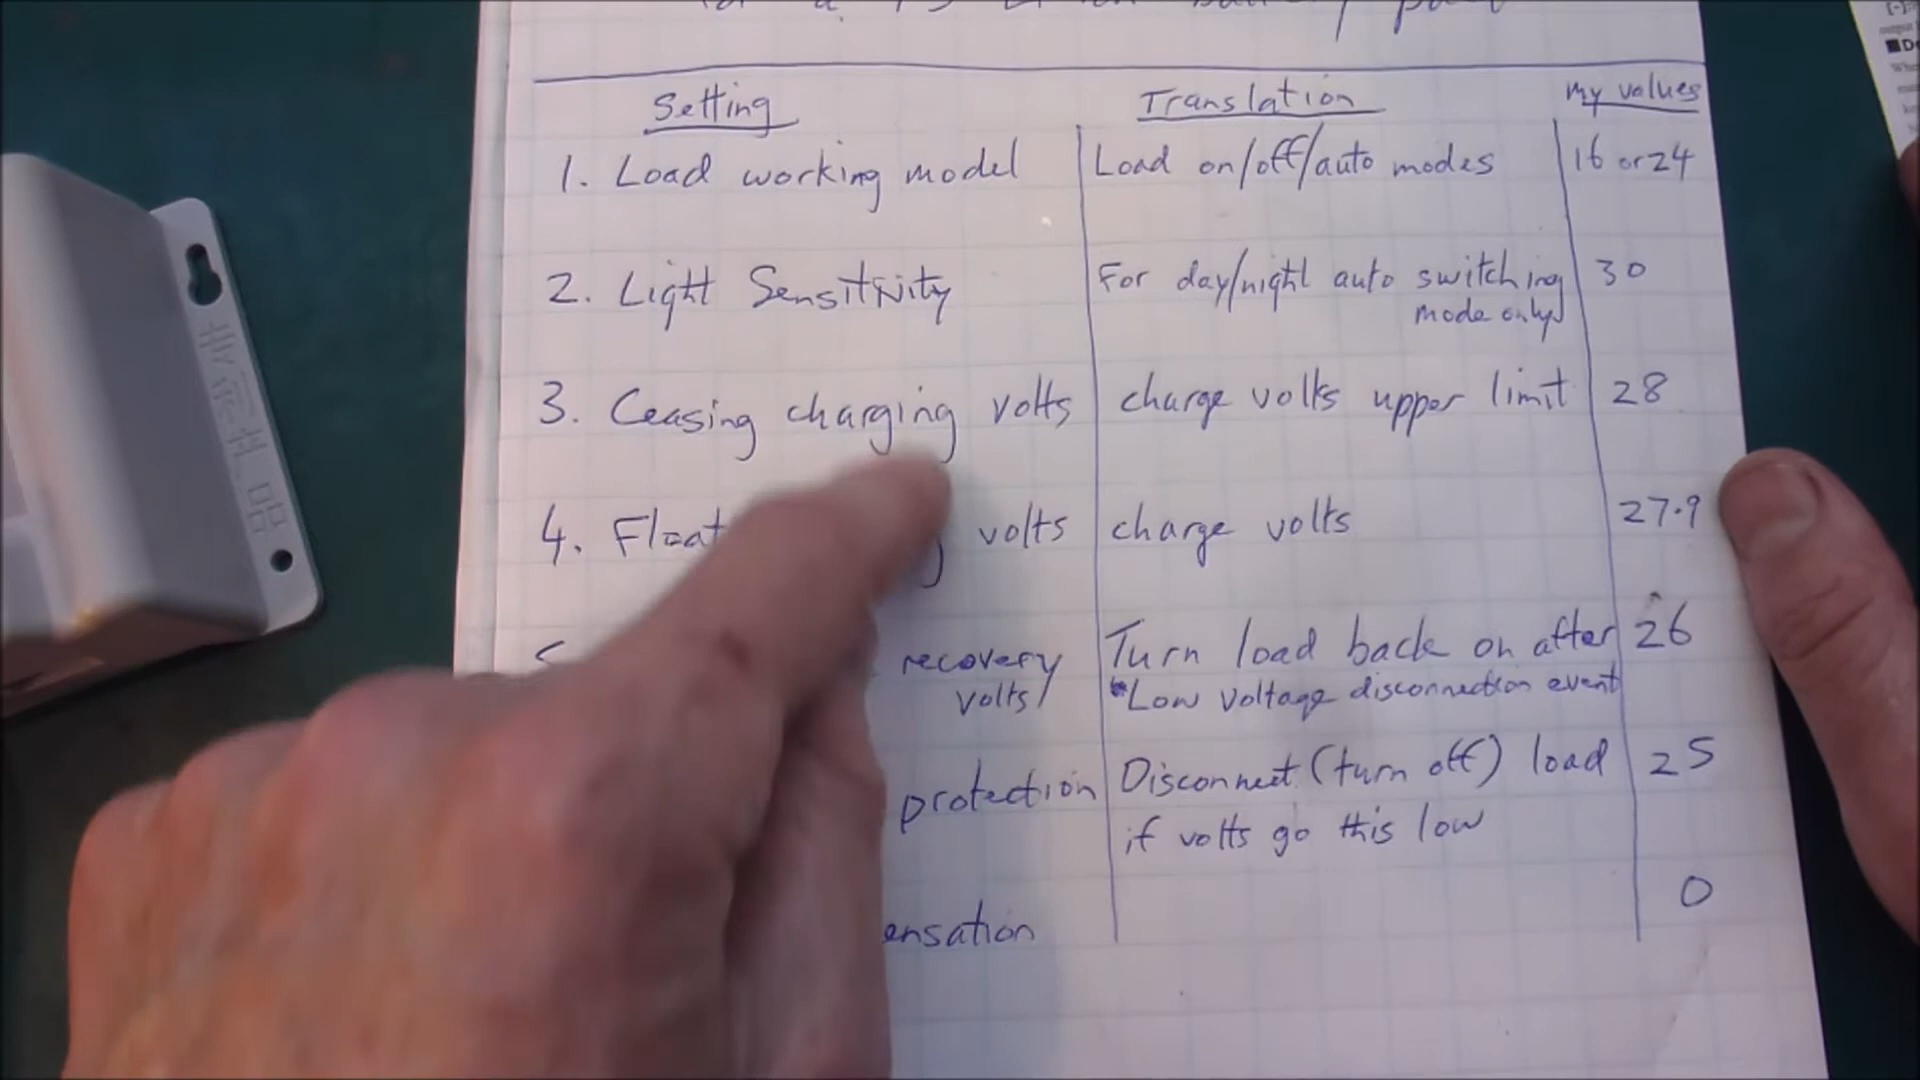 Setting Translation My values
1. Load working model Load on/off/auto modes 16 or 24
2. Light Sensitivity For day/night auto switching 30
mode only
3. Ceasing charging volts charge volts upper limit 28
4. Float volts charge volts 27.9
recovery Turn load back on after 26
volts "Low voltage disconnection event
protection Disconnect (turn off) load 25
if volts go this low
0
ensation